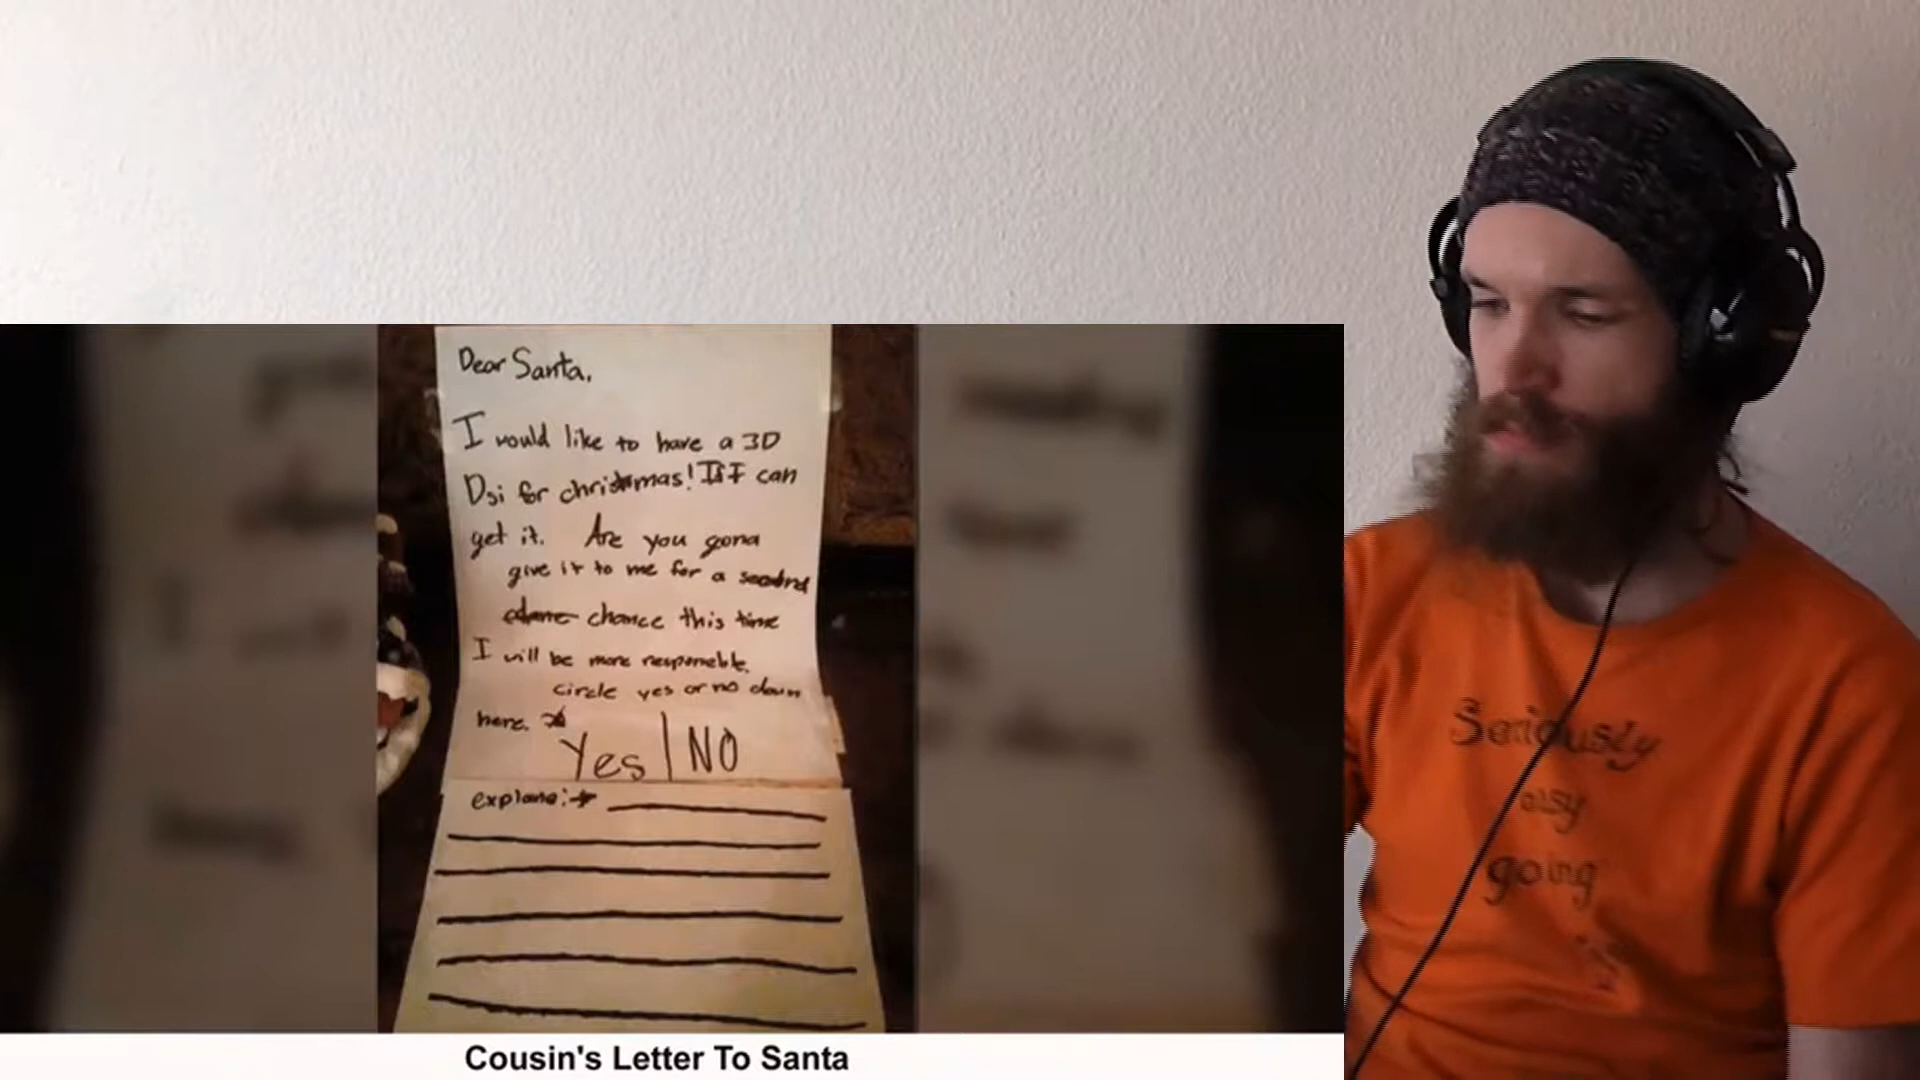 Dear Santa,
I would like to have a 3D
Dsi for christmas! If I can
get it. Are you gona
give it to me for a second
chance this time
I will be more responeble.
circle yes or no down
here.
Yes | NO
explane:
Cousin's Letter To Santa
Seriously
easy
going